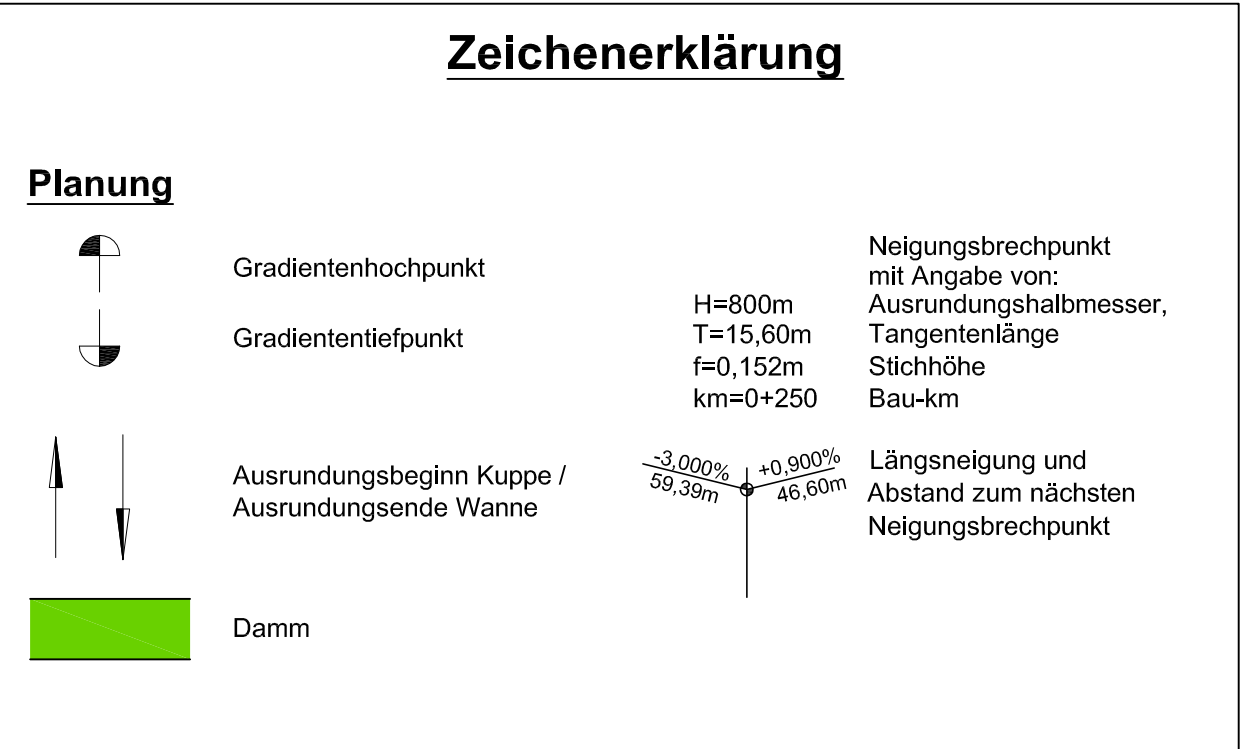 Zeichenerklärung
Planung
Gradientenhochpunkt
Gradiententiefpunkt
Ausrundungsbeginn Kuppe /
Ausrundungsende Wanne
Damm
Neigungsbrechpunkt
mit Angabe von:
H=800m Ausrundungshalbmesser,
T=15,60m Tangentenlänge
f=0,152m Stichhöhe
km=0+250 Bau-km
-3,000% +0,900%
59,39m 46,60m
Längsneigung und
Abstand zum nächsten
Neigungsbrechpunkt